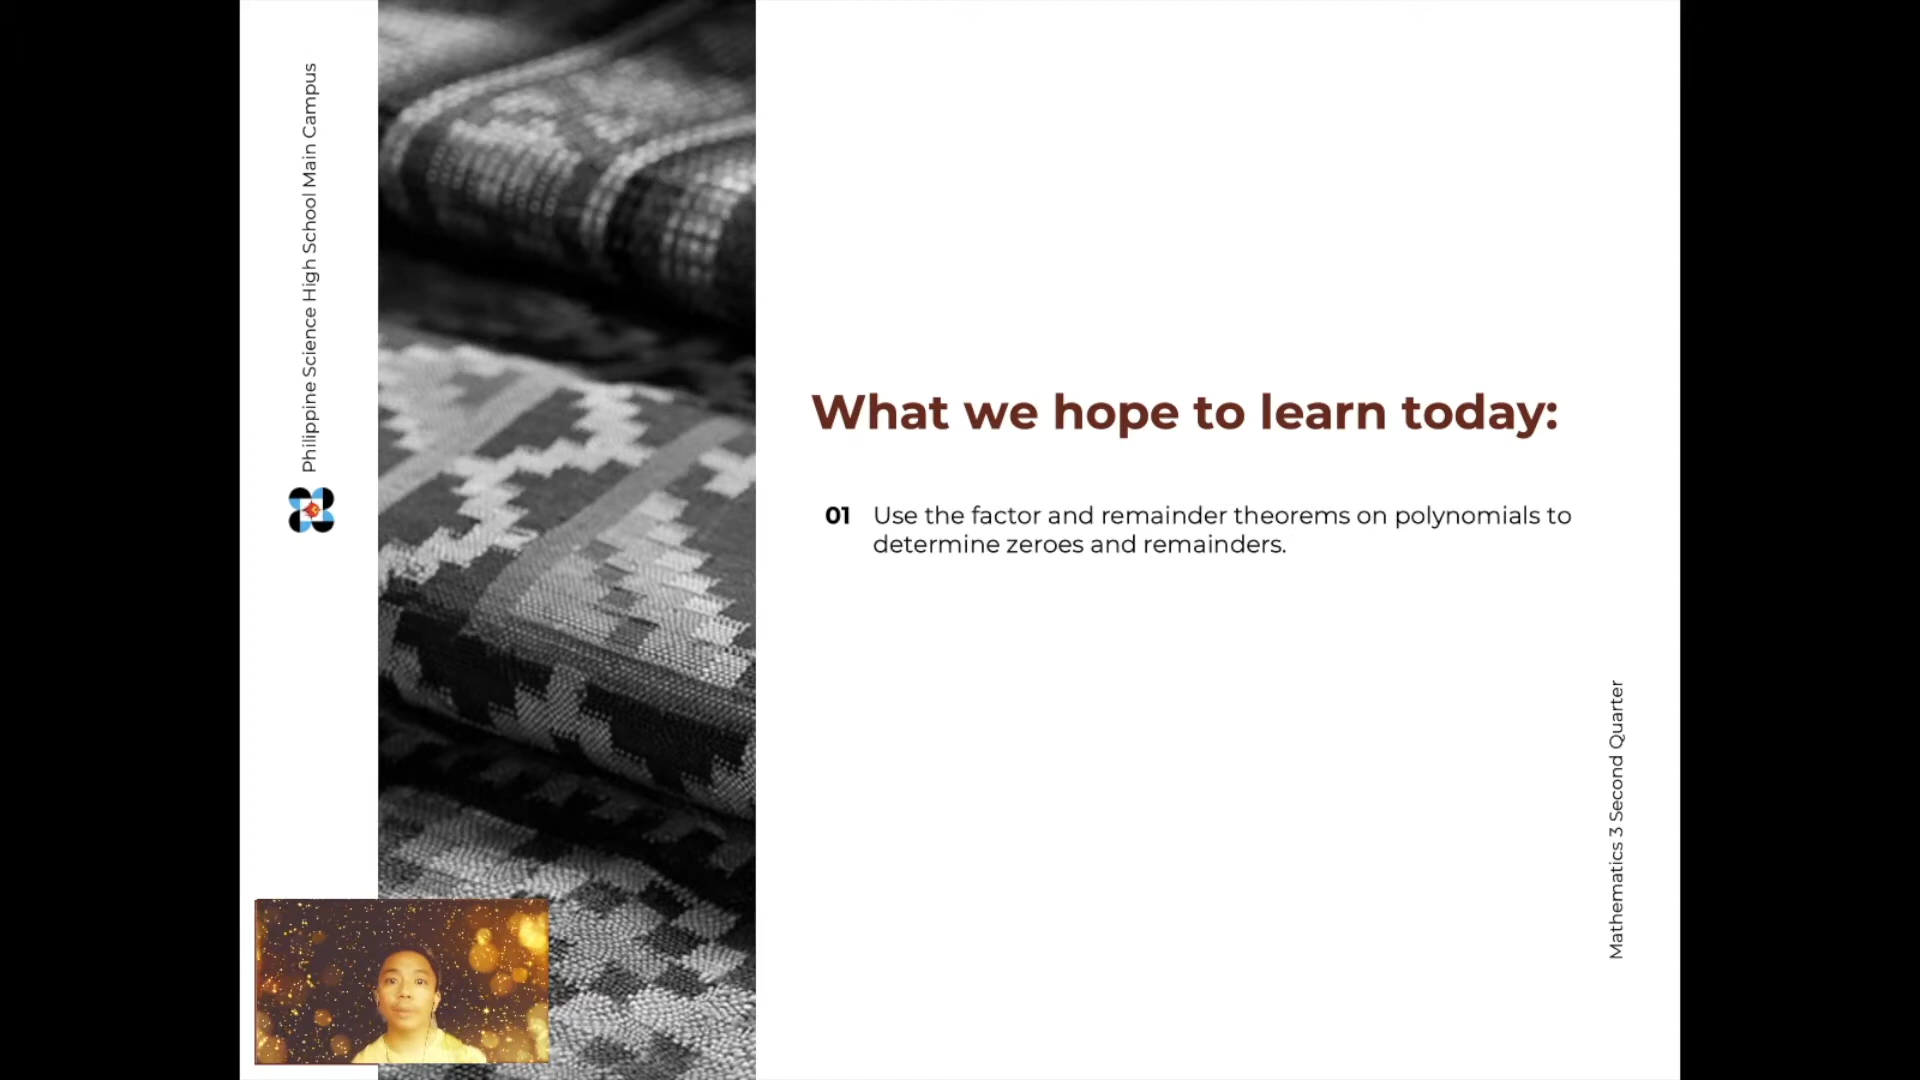 Philippine Science High School Main Campus
What we hope to learn today:
01 Use the factor and remainder theorems on polynomials to
determine zeroes and remainders.
Mathematics 3 Second Quarter